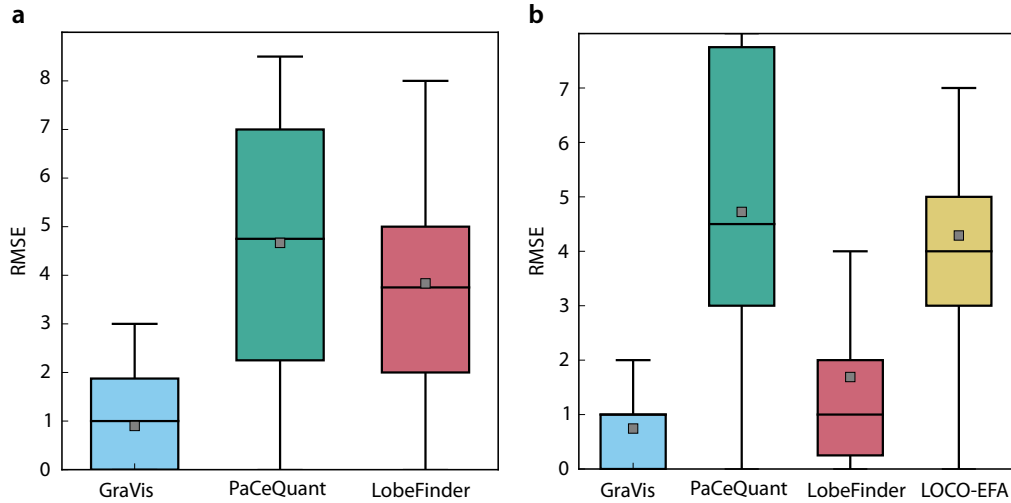 a
RMSE
8
7
6
5
4
3
2
1
0
GraVis
PaCeQuant
LobeFinder
b
RMSE
7
6
5
4
3
2
1
0
GraVis
PaCeQuant
LobeFinder
LOCO-EFA